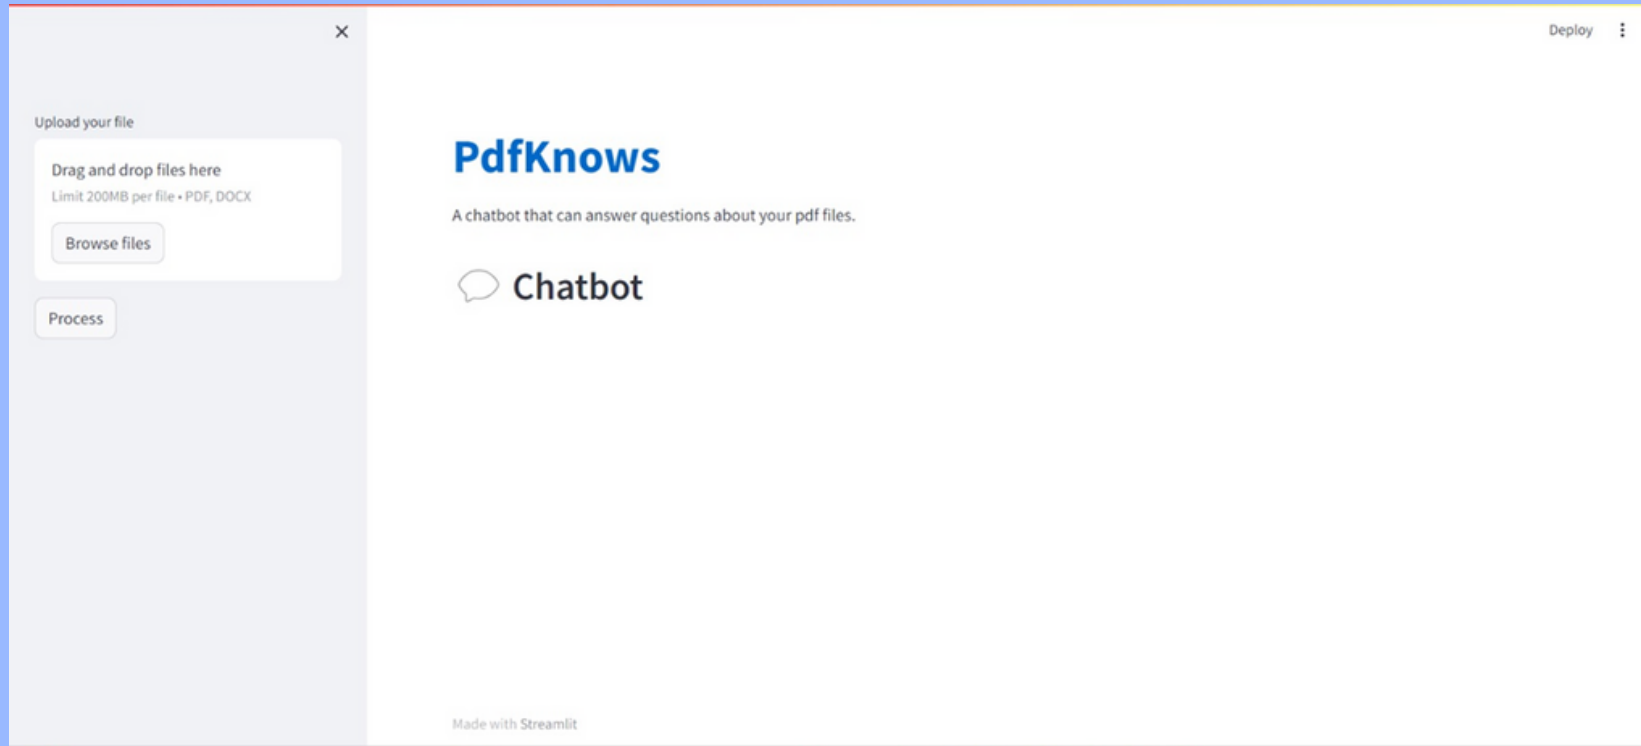 Deploy
Upload your file
Drag and drop files here
Limit 200MB per file • PDF, DOCX
Browse files
Process
PdfKnows
A chatbot that can answer questions about your pdf files.
Chatbot
Made with Streamlit